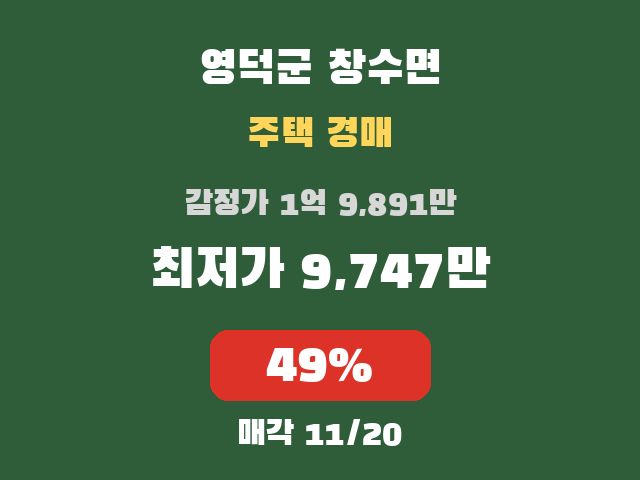 영덕군 창수면
주택 경매
감정가 1억 9,891만
최저가 9,747만
49%
매각 11/20